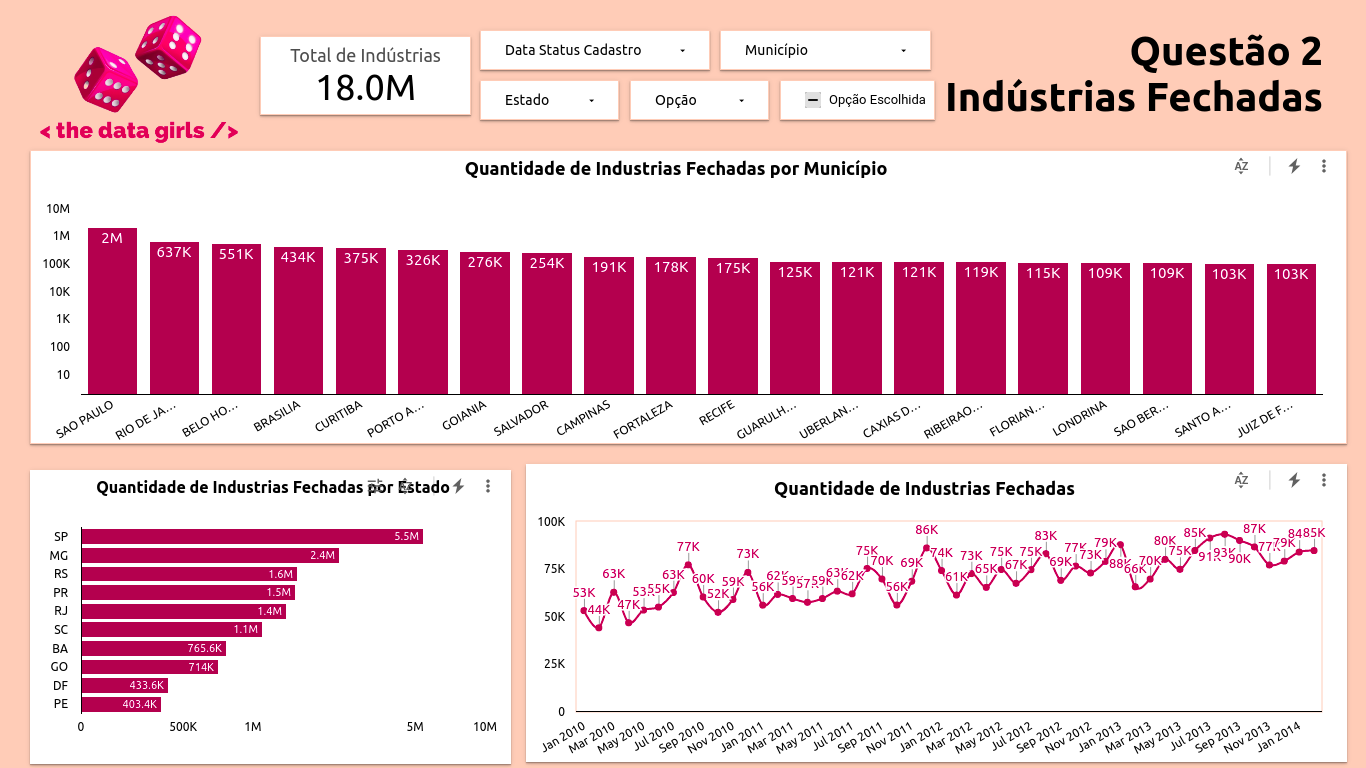 Total de Indústrias
18.0M
Data Status Cadastro
Município
Estado
Opção
Opção Escolhida
Questão 2
Indústrias Fechadas
< the data girls />
Quantidade de Industrias Fechadas por Município
AZ
10M
1M
100K
10K
1K
100
10
2M
637K
551K
434K
375K
326K
276K
254K
191K
178K
175K
125K
121K
121K
119K
115K
109K
109K
103K
103K
SAO PAULO
RIO DE JA…
BELO HO…
BRASILIA
CURITIBA
PORTO A…
GOIANIA
SALVADOR
CAMPINAS
FORTALEZA
RECIFE
GUARULH…
UBERLAN…
CAXIAS D…
RIBEIRAO…
FLORIAN…
LONDRINA
SAO BER…
SANTO A…
JUIZ DE F…
Quantidade de Industrias Fechadas por Estado
SP 5.5M
MG 2.4M
RS 1.6M
PR 1.5M
RJ 1.4M
SC 1.1M
BA 765.6K
GO 714K
DF 433.6K
PE 403.4K
0 500K 1M 5M 10M
Quantidade de Industrias Fechadas
AZ
100K
75K
50K
25K
0
53K
44K
63K
47K
53K
55K
63K
77K
60K
52K
59K
73K
56K
62K
59K
57K
59K
63K
62K
75K
70K
56K
69K
86K
74K
61K
73K
65K
75K
67K
75K
83K
69K
77K
73K
79K
88K
66K
70K
80K
75K
85K
91K
93K
90K
87K
77K
79K
84K
85K
Jan 2010
Mar 2010
May 2010
Jul 2010
Sep 2010
Nov 2010
Jan 2011
Mar 2011
May 2011
Jul 2011
Sep 2011
Nov 2011
Jan 2012
Mar 2012
May 2012
Jul 2012
Sep 2012
Nov 2012
Jan 2013
Mar 2013
May 2013
Jul 2013
Sep 2013
Nov 2013
Jan 2014